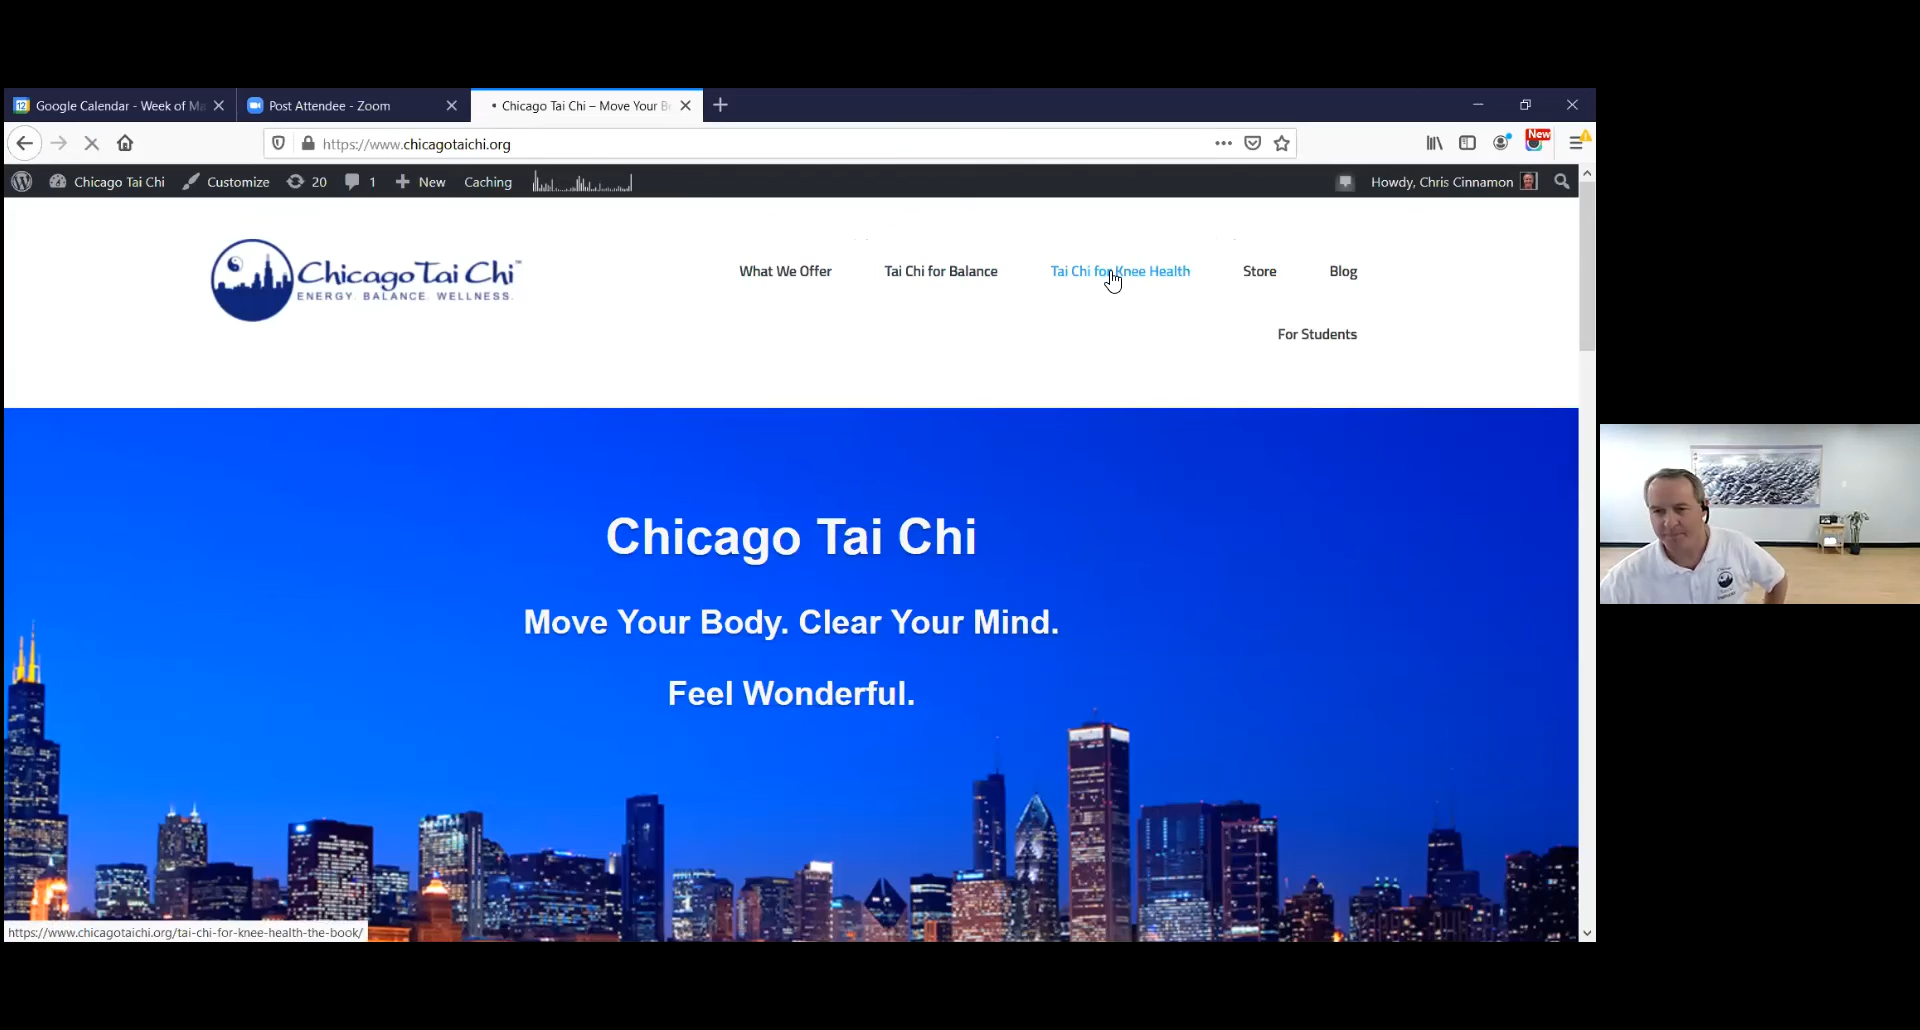 Google Calendar - Week of Ma
Post Attendee - Zoom
• Chicago Tai Chi – Move Your B
https://www.chicagotaichi.org
New
Chicago Tai Chi
Customize
20
1
New
Caching
Howdy, Chris Cinnamon
Chicago Tai Chi™
ENERGY. BALANCE. WELLNESS.
What We Offer
Tai Chi for Balance
Tai Chi for Knee Health
Store
Blog
For Students
Chicago Tai Chi
Move Your Body. Clear Your Mind.
Feel Wonderful.
https://www.chicagotaichi.org/tai-chi-for-knee-health-the-book/